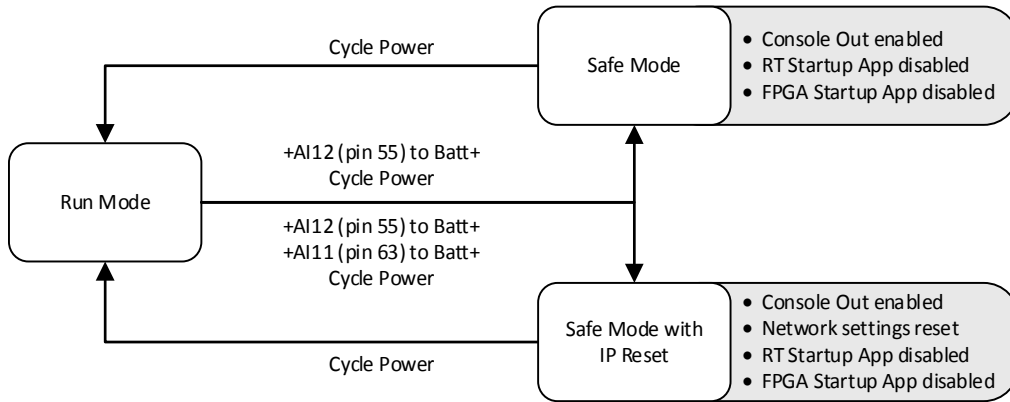 Cycle Power
Safe Mode
• Console Out enabled
• RT Startup App disabled
• FPGA Startup App disabled
Run Mode
+AI12 (pin 55) to Batt+
Cycle Power
+AI12 (pin 55) to Batt+
+AI11 (pin 63) to Batt+
Cycle Power
Safe Mode with
IP Reset
• Console Out enabled
• Network settings reset
• RT Startup App disabled
• FPGA Startup App disabled
Cycle Power